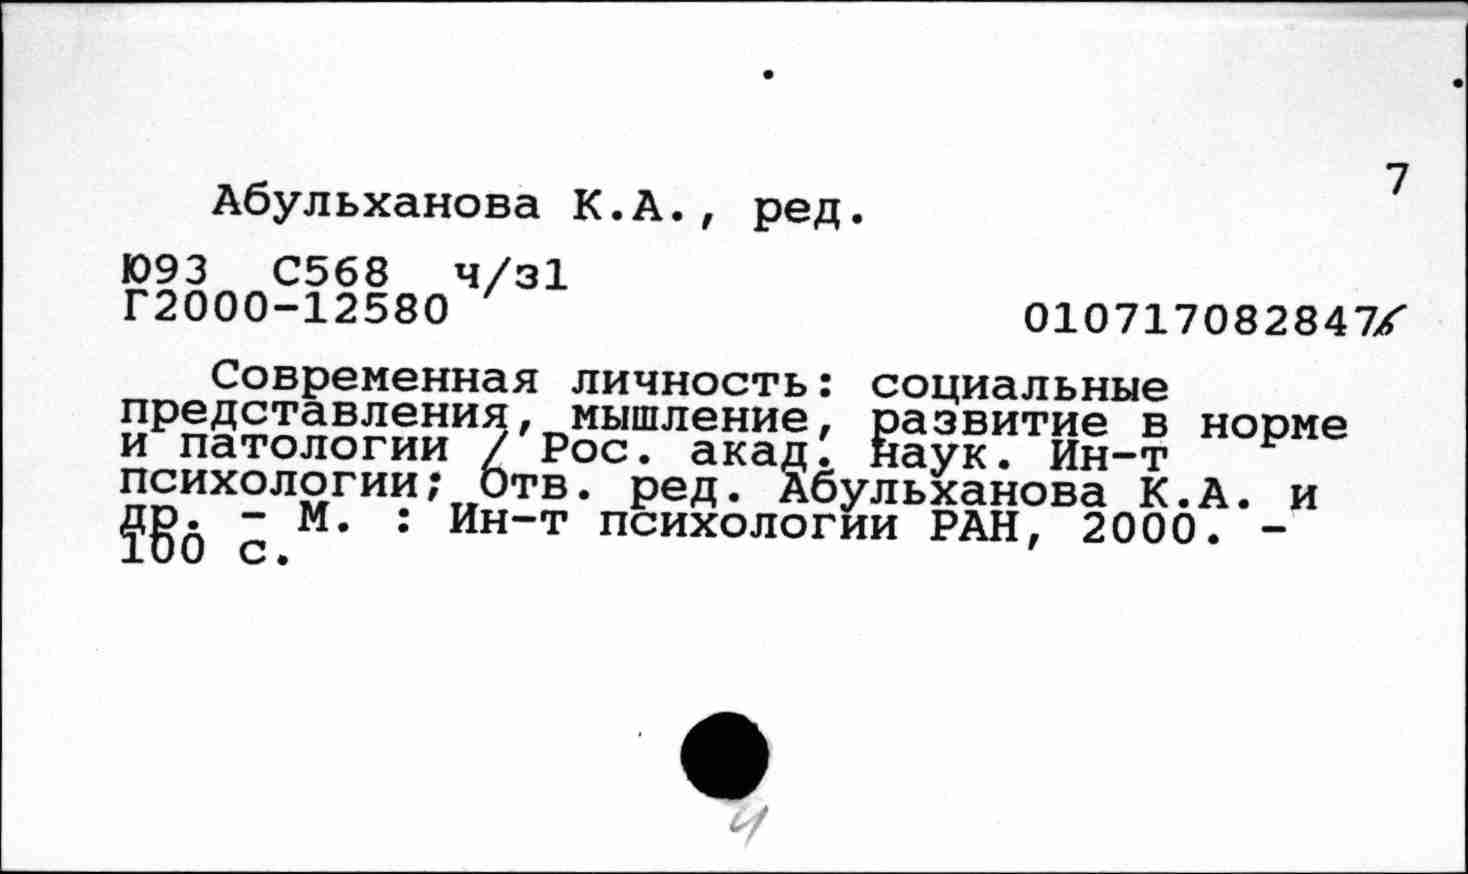 7
Абульханова К.А., ред.
Ю93 С568 ч/з1
Г2000-12580
010717082847
Современная личность: социальные
представления, мышление, развитие в норме
и патологии / Рос. акад. наук. Ин-т
психологии; Отв. ред. Абульханова К.А. и
др. - М. : Ин-т психологии РАН, 2000. -
100 с.